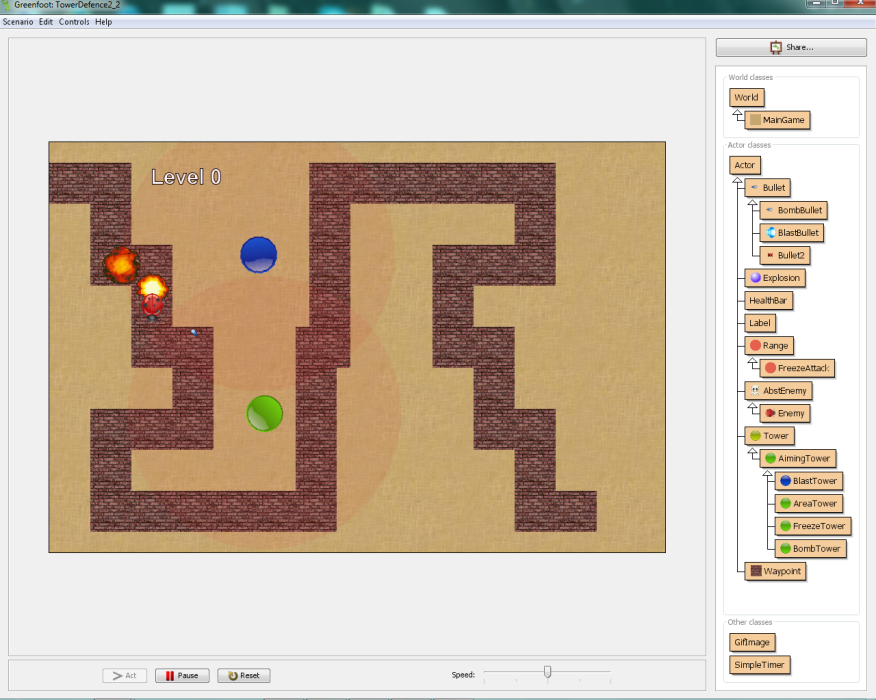 Greenfoot: TowerDefence2_2
Scenario Edit Controls Help
Share...
World classes
World
MainGame
Actor classes
Actor
Bullet
BombBullet
BlastBullet
Bullet2
Explosion
HealthBar
Label
Range
FreezeAttack
AbstEnemy
Enemy
Tower
AimingTower
BlastTower
AreaTower
FreezeTower
BombTower
Waypoint
Other classes
GifImage
SimpleTimer
Level 0
Act
Pause
Reset
Speed: